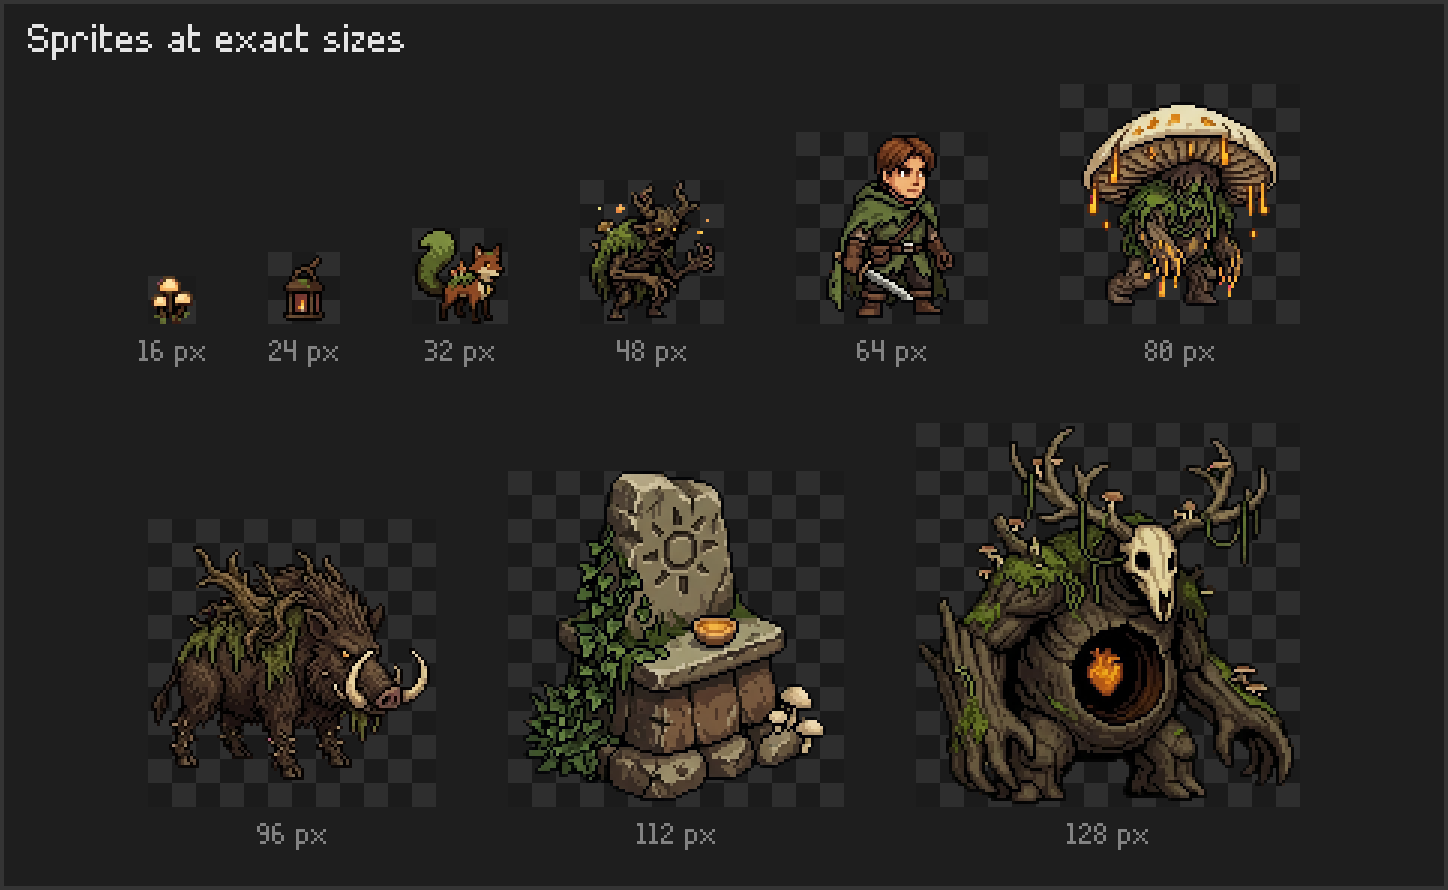 Sprites at exact sizes
16 px
24 px
32 px
48 px
64 px
80 px
96 px
112 px
128 px